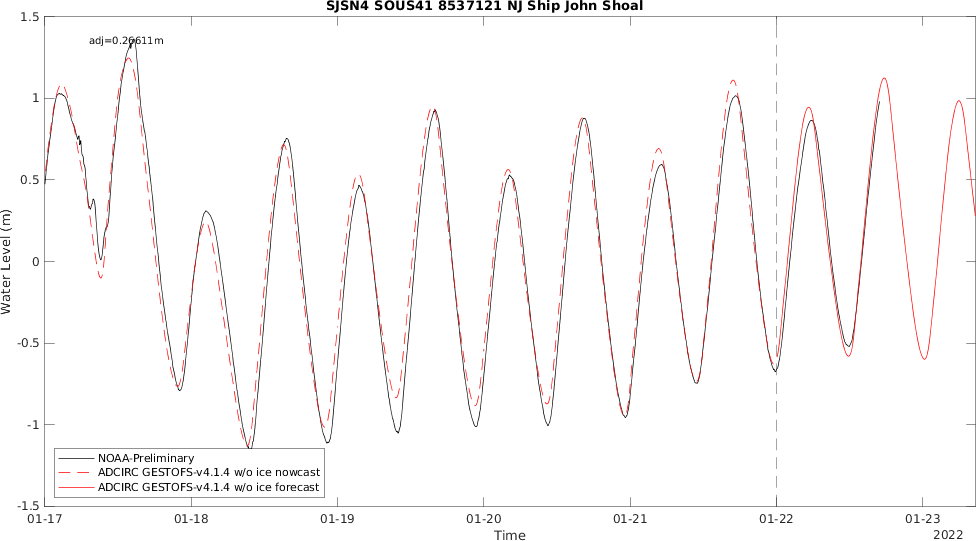 SJSN4 SOUS41 8537121 NJ Ship John Shoal
adj=0.26611m
Water Level (m)
1.5
1
0.5
0
-0.5
-1
-1.5
NOAA-Preliminary
ADCIRC GESTOFS-v4.1.4 w/o ice nowcast
ADCIRC GESTOFS-v4.1.4 w/o ice forecast
01-17 01-18 01-19 01-20 01-21 01-22 01-23
Time
2022